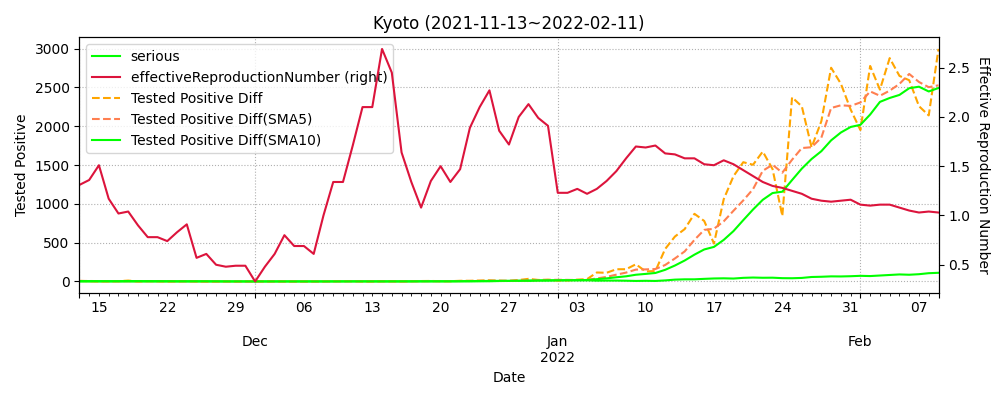 Kyoto (2021-11-13~2022-02-11)
serious
effectiveReproductionNumber (right)
Tested Positive Diff
Tested Positive Diff(SMA5)
Tested Positive Diff(SMA10)
Tested Positive
3000
2500
2000
1500
1000
500
0
Effective Reproduction Number
2.5
2.0
1.5
1.0
0.5
15 22 29 06 13 20 27 03 10 17 24 31 07
Dec Jan Feb
2022
Date